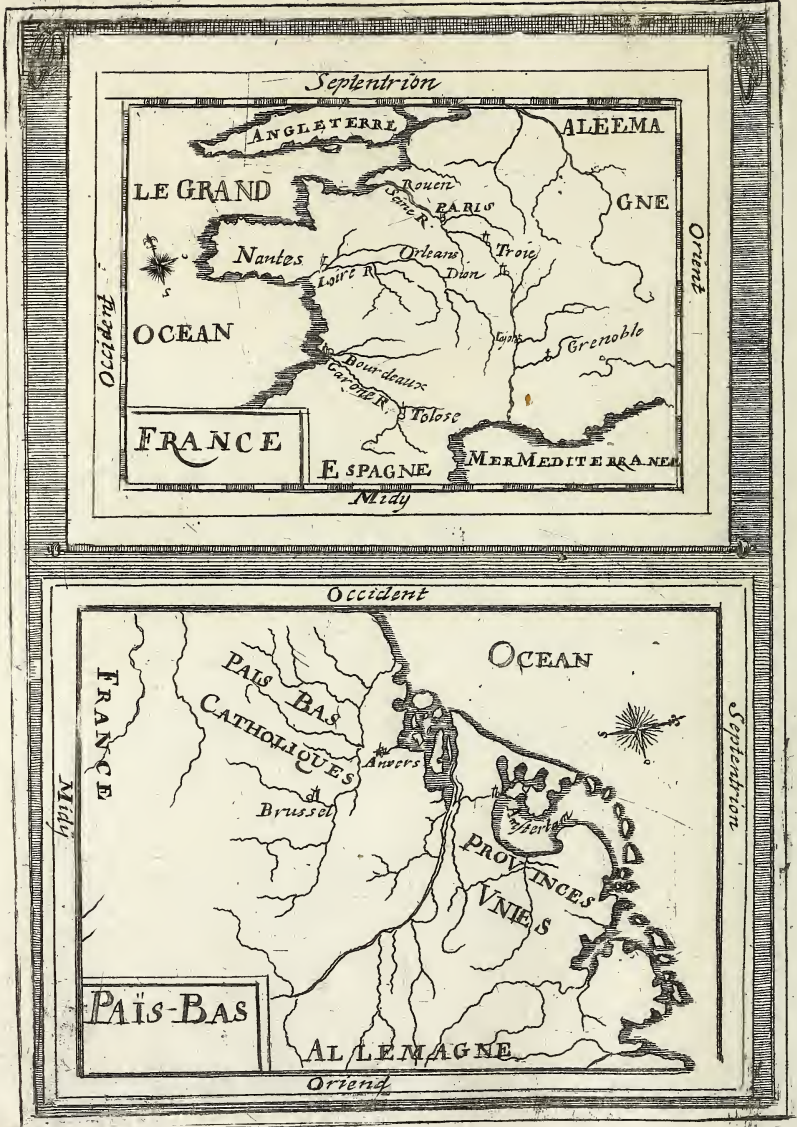 Septentrion
ANGLETERRE
ALEEMA
GNE
LE GRAND
Rouen
Seine R.
PARIS
Orient
Nantes
Orleans
Troie
Loire R
Dion
S
Occident
OCEAN
Grenoble
Bourdeaux
Garone R.
Tolose
FRANCE
ESPAGNE
MER MEDITERRANEE
Midy
Occident
OCEAN
FRANCE
PAIS BAS
CATHOLIQUES
Septentrion
Anvers
Midy
Brussel
PROVINCES
VNIES
PAÏS-BAS
ALLEMAGNE
Oriend